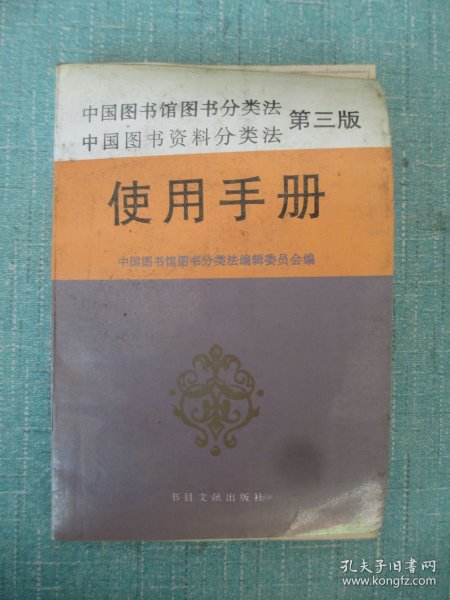 中国图书馆图书分类法
中国图书资料分类法
第三版
使用手册
中国图书馆图书分类法编辑委员会编
书目文献出版社
孔夫子旧书网
www.kongfz.com